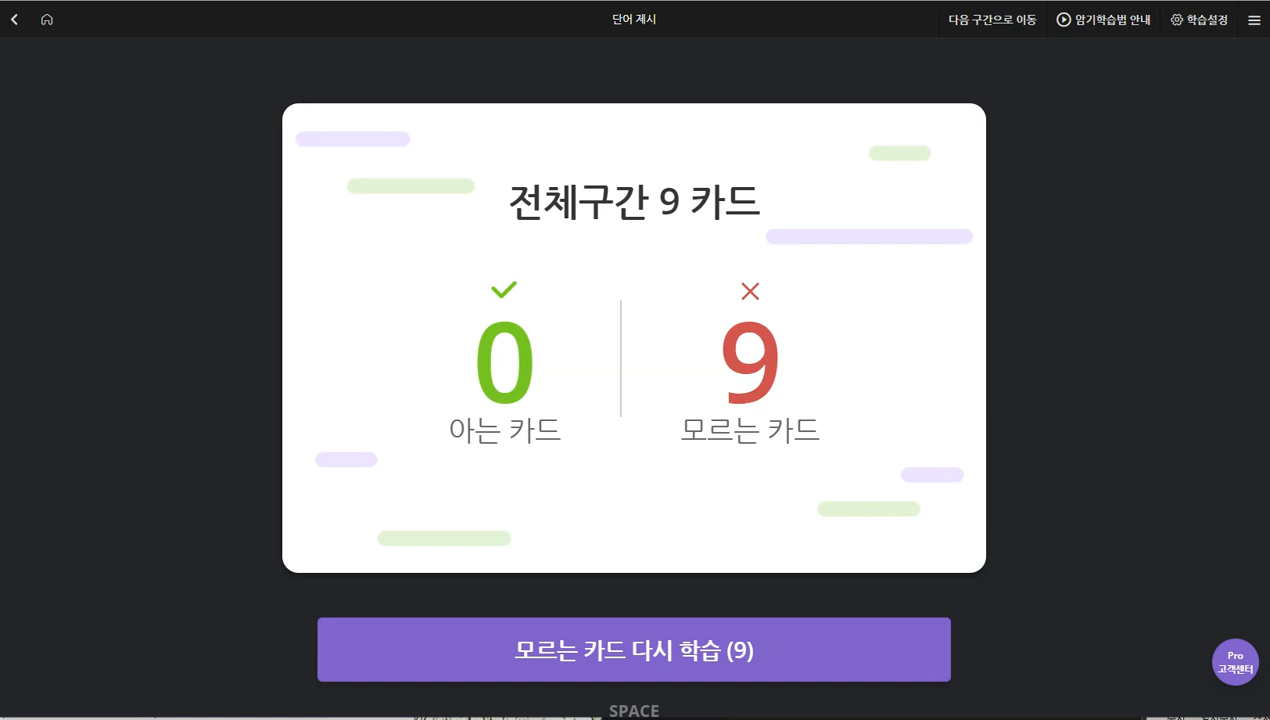 단어 제시
다음 구간으로 이동
암기학습법 안내
학습설정
전체구간 9 카드
0
9
아는 카드
모르는 카드
모르는 카드 다시 학습 (9)
Pro
고객센터
SPACE